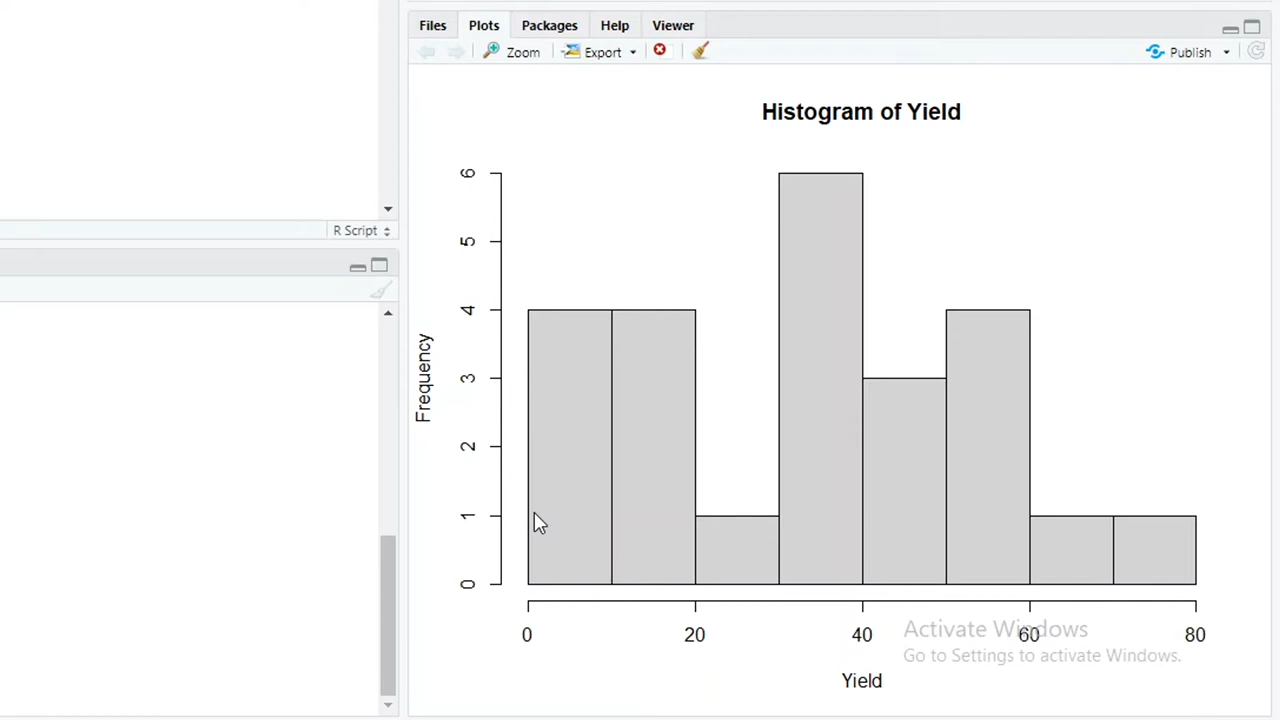 Files Plots Packages Help Viewer
Zoom Export Publish
R Script
Histogram of Yield
6
5
4
3
2
1
0
Frequency
0 20 40 60 80
Yield
Activate Windows
Go to Settings to activate Windows.